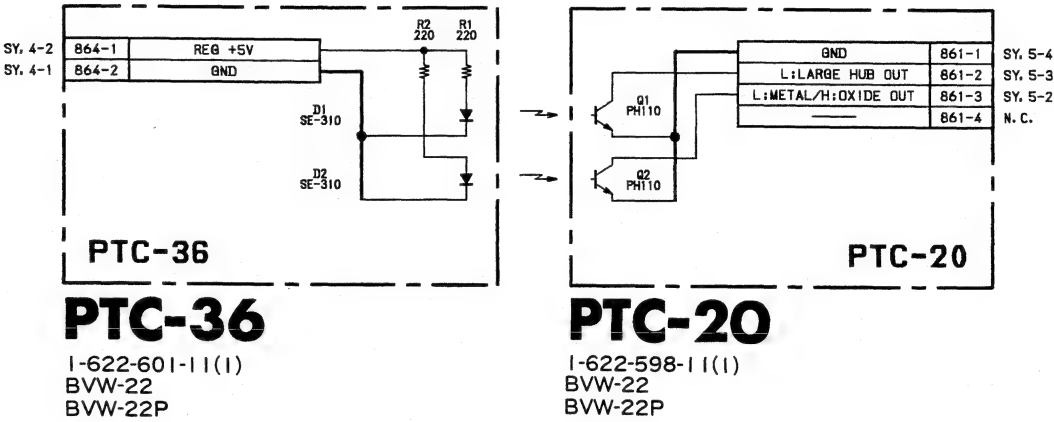 R2 R1
220 220
SY. 4-2 864-1 REG +5V
SY. 4-1 864-2 GND
D1
SE-310
D2
SE-310
PTC-36
PTC-36
1-622-601-11(1)
BVW-22
BVW-22P
GND 861-1 SY. 5-4
L:LARGE HUB OUT 861-2 SY. 5-3
L:METAL/H:OXIDE OUT 861-3 SY. 5-2
861-4 N.C.
Q1
PH110
Q2
PH110
PTC-20
PTC-20
1-622-598-11(1)
BVW-22
BVW-22P